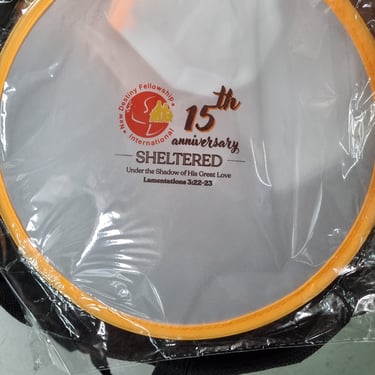 New Destiny Fellowship
International
15th
anniversary
SHELTERED
Under the Shadow of His Great Love
Lamentations 3:22-23